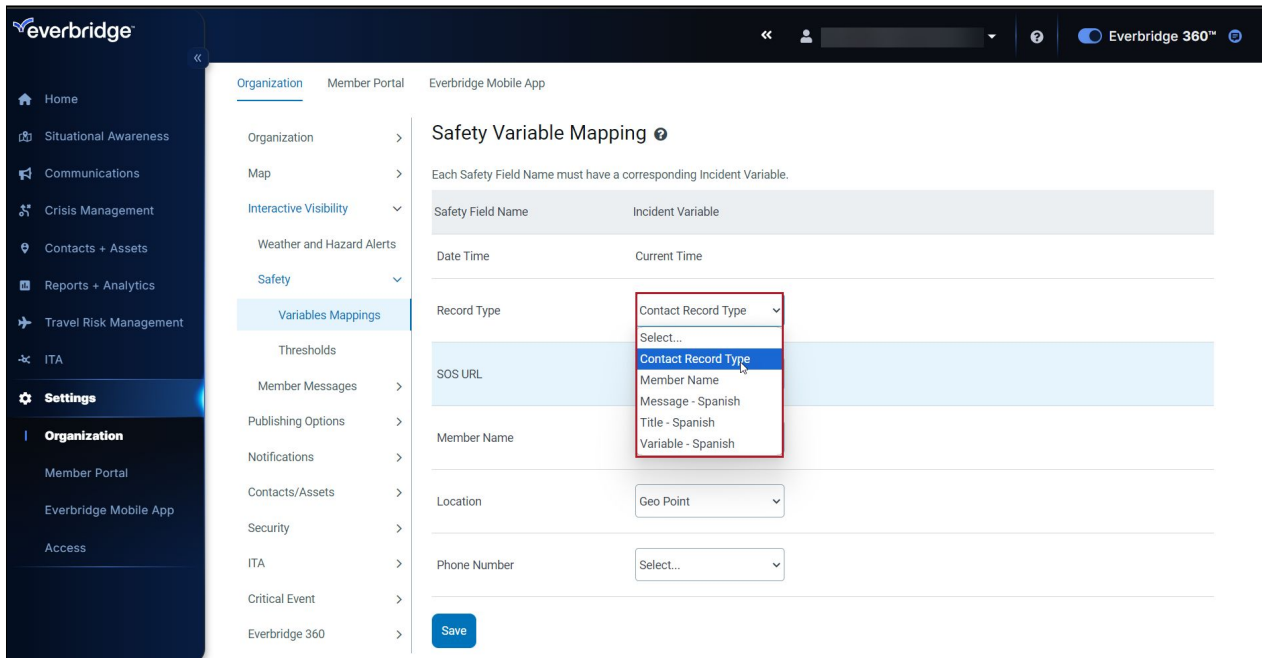 everbridge™
Everbridge 360™
Home
Situational Awareness
Communications
Crisis Management
Contacts + Assets
Reports + Analytics
Travel Risk Management
ITA
Settings
Organization
Member Portal
Everbridge Mobile App
Access
Organization Member Portal Everbridge Mobile App
Organization
Map
Interactive Visibility
Weather and Hazard Alerts
Safety
Variables Mappings
Thresholds
Member Messages
Publishing Options
Notifications
Contacts/Assets
Security
ITA
Critical Event
Everbridge 360
Safety Variable Mapping
Each Safety Field Name must have a corresponding Incident Variable.
Safety Field Name Incident Variable
Date Time Current Time
Record Type Contact Record Type
Select...
Contact Record Type
Member Name
Message - Spanish
Title - Spanish
Variable - Spanish
SOS URL
Member Name
Location Geo Point
Phone Number Select...
Save